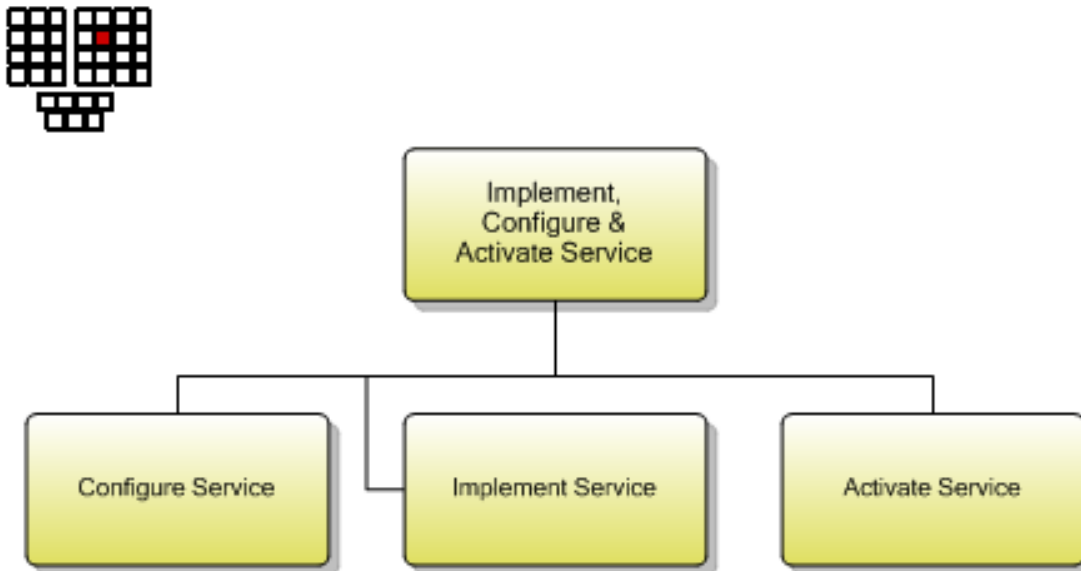 Implement,
Configure &
Activate Service
Configure Service
Implement Service
Activate Service